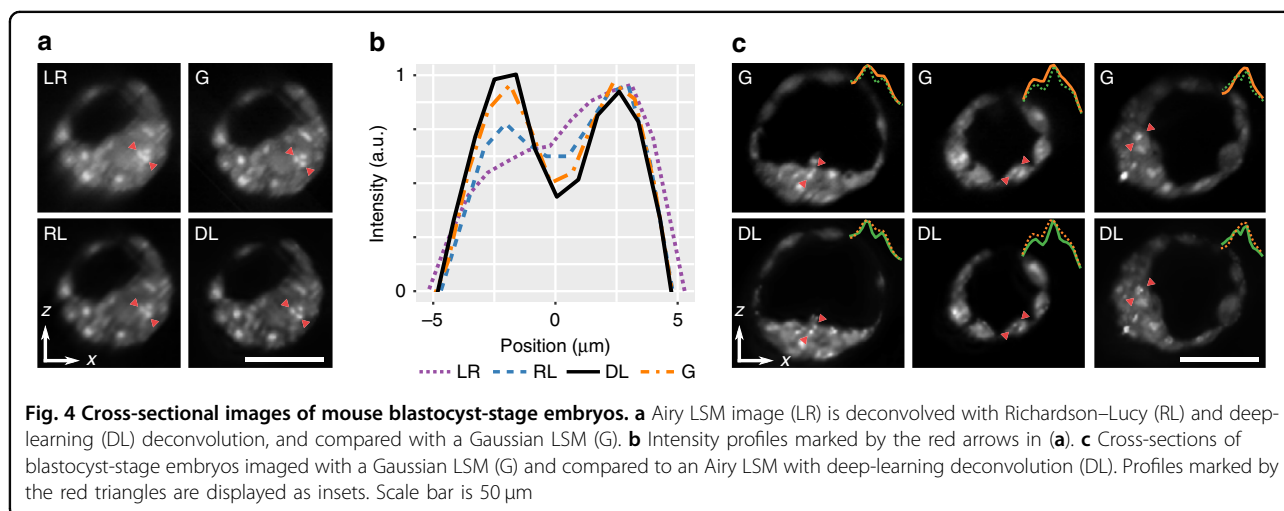 a
LR
G
RL
DL
z
x
b
Intensity (a.u.)
1
0
−5
0
5
Position (μm)
LR
RL
DL
G
c
G
G
G
DL
DL
DL
z
x
Fig. 4 Cross-sectional images of mouse blastocyst-stage embryos. a Airy LSM image (LR) is deconvolved with Richardson–Lucy (RL) and deep-
learning (DL) deconvolution, and compared with a Gaussian LSM (G). b Intensity profiles marked by the red arrows in (a). c Cross-sections of
blastocyst-stage embryos imaged with a Gaussian LSM (G) and compared to an Airy LSM with deep-learning deconvolution (DL). Profiles marked by
the red triangles are displayed as insets. Scale bar is 50 μm